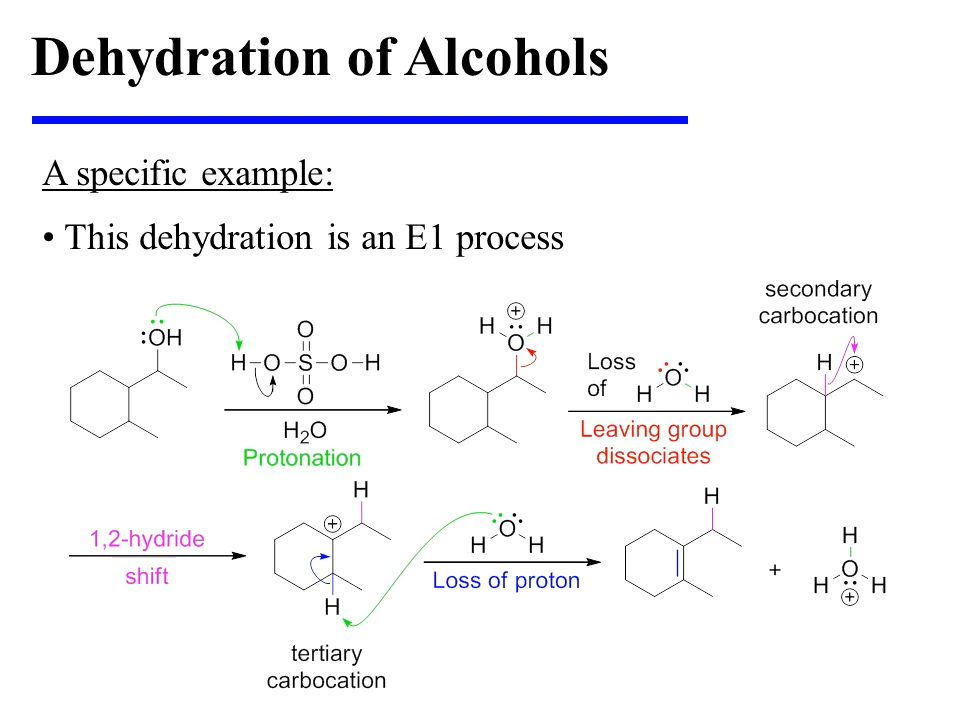 Dehydration of Alcohols
A specific example:
• This dehydration is an E1 process
:OH
H–O–S–O–H
O
O
H₂O
Protonation
+
H H
O
Loss
of
O
H H
Leaving group
dissociates
secondary
carbocation
H +
1,2-hydride
shift
H
+
H
tertiary
carbocation
O
H H
Loss of proton
H
+
H
O
H H
+